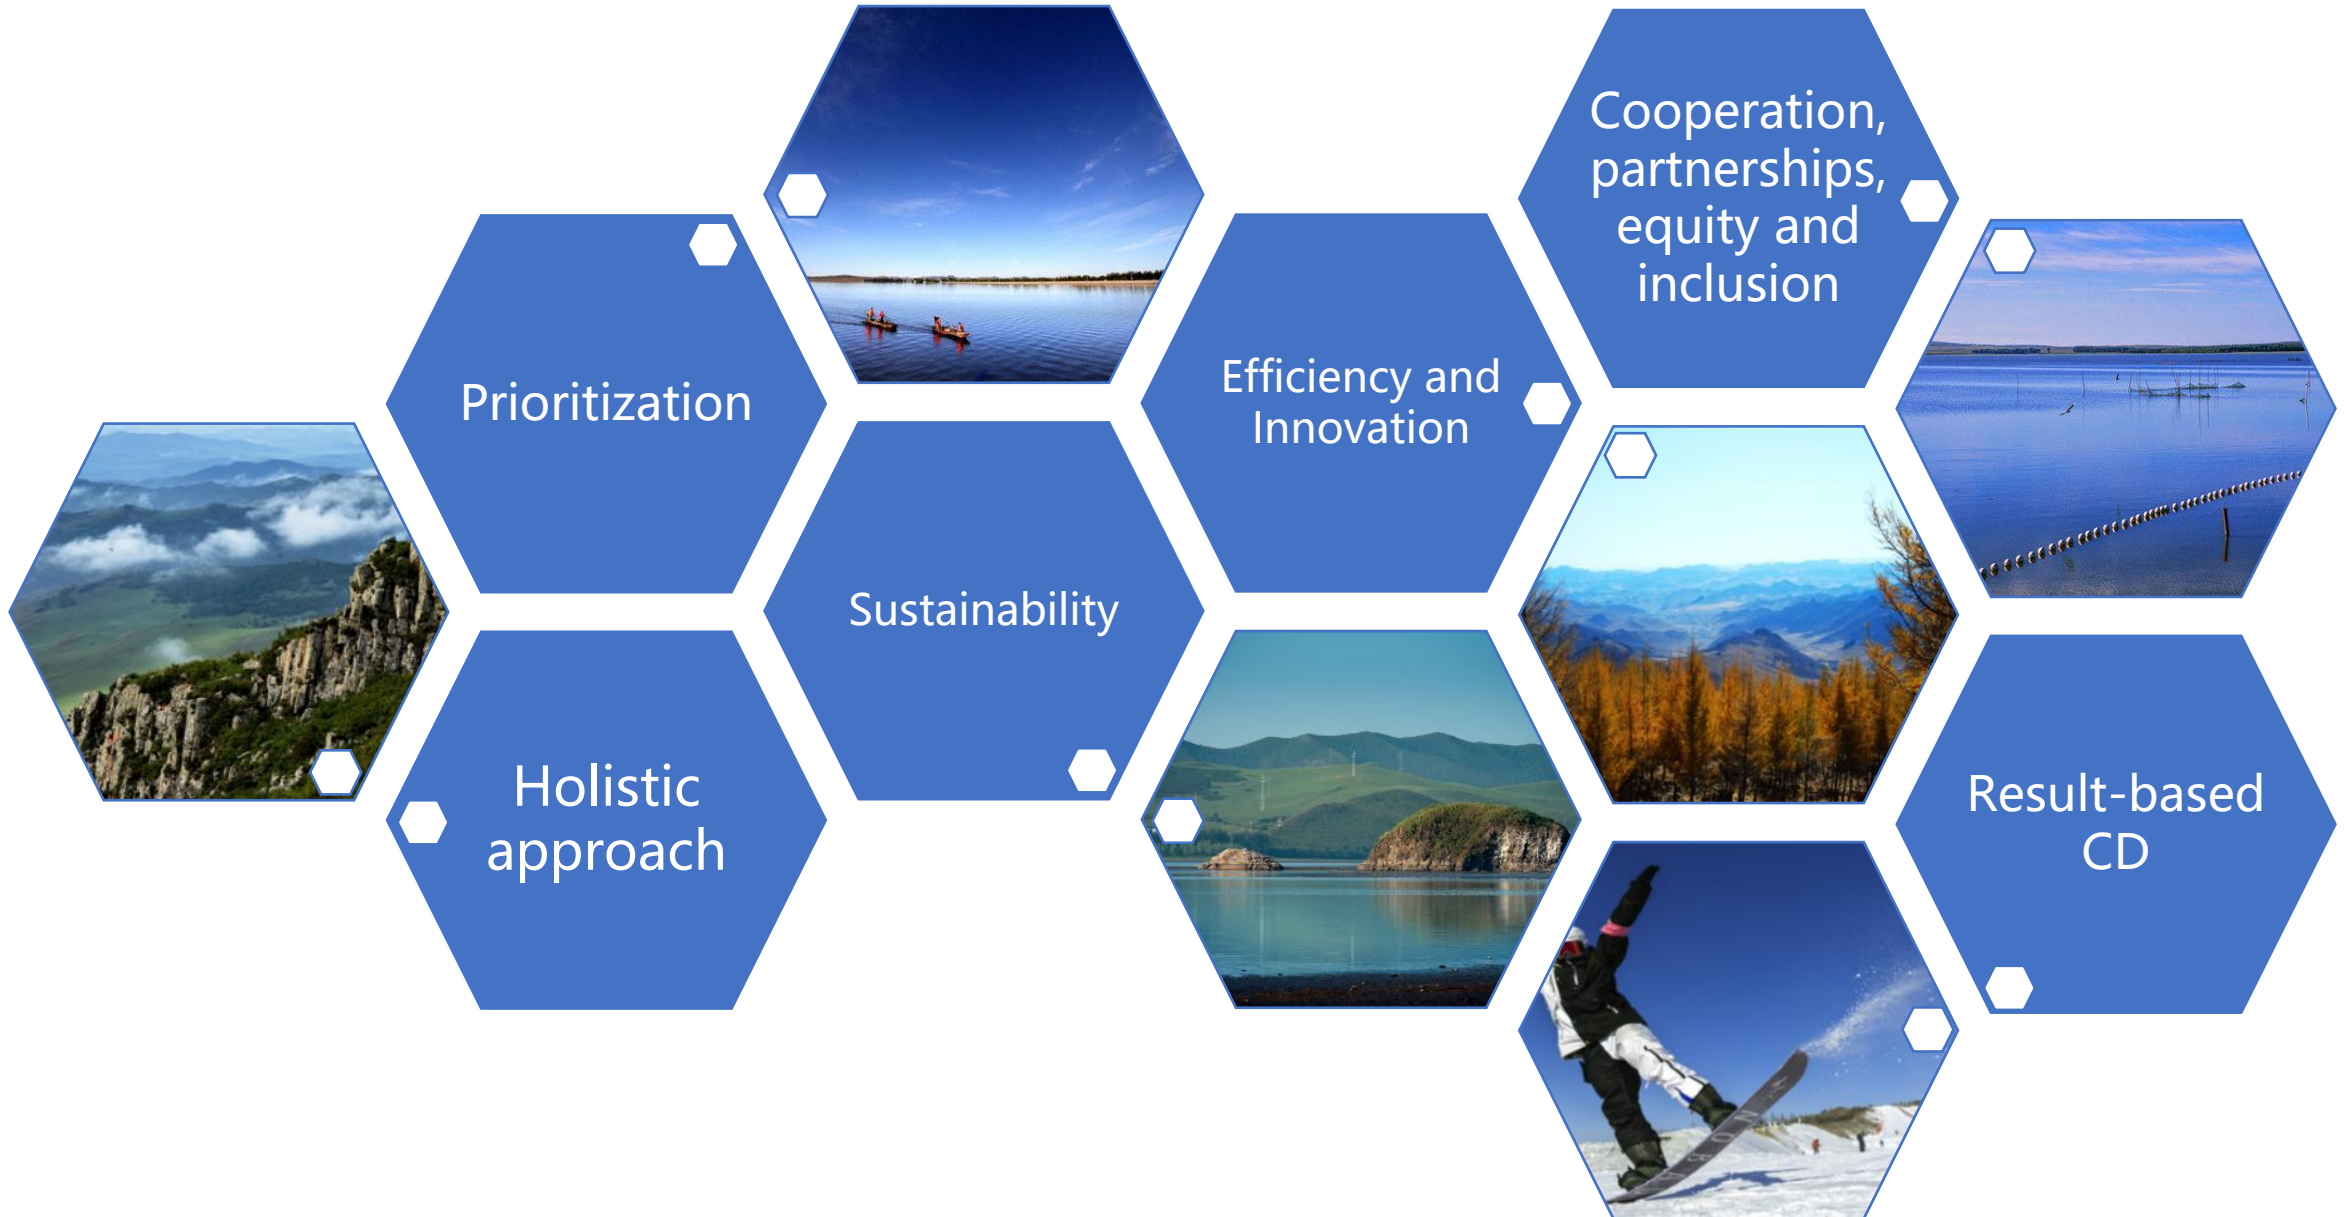 Prioritization
Holistic
approach
Sustainability
Efficiency and
Innovation
Cooperation,
partnerships,
equity and
inclusion
Result-based
CD